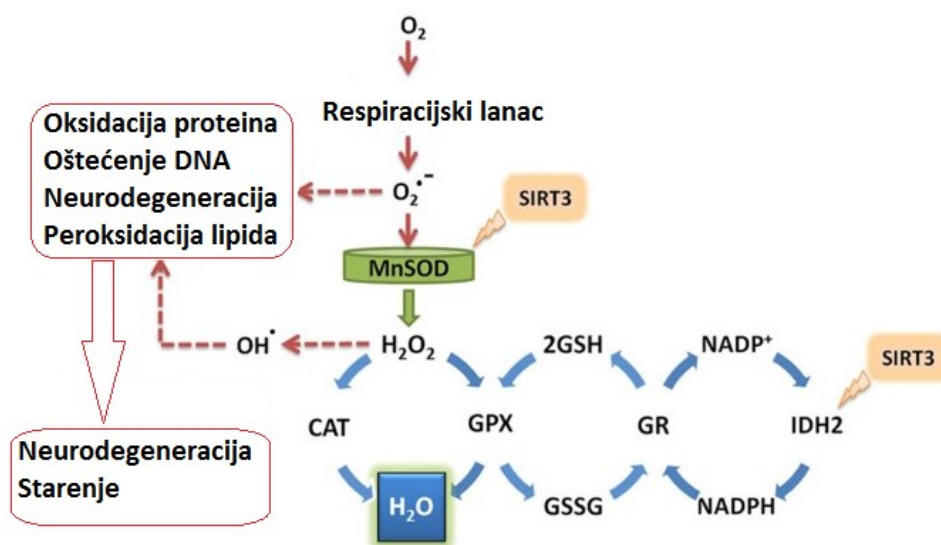 O₂
Respiracijski lanac
Oksidacija proteina
Oštećenje DNA
Neurodegeneracija
Peroksidacija lipida
O₂•⁻
SIRT3
MnSOD
OH•
H₂O₂
2GSH
NADP⁺
SIRT3
CAT
GPX
GR
IDH2
Neurodegeneracija
Starenje
H₂O
GSSG
NADPH